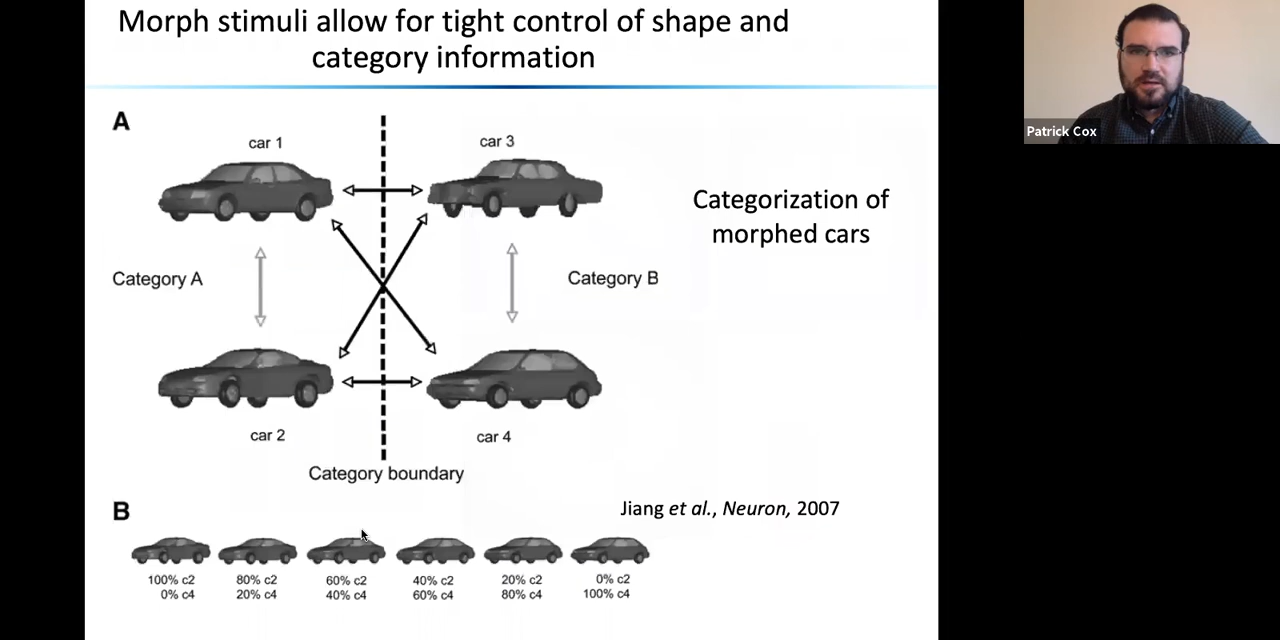 Morph stimuli allow for tight control of shape and
category information
Patrick Cox
A
car 1
car 3
Categorization of
morphed cars
Category A
Category B
car 2
car 4
Category boundary
B
Jiang et al., Neuron, 2007
100% c2
0% c4
80% c2
20% c4
60% c2
40% c4
40% c2
60% c4
20% c2
80% c4
0% c2
100% c4